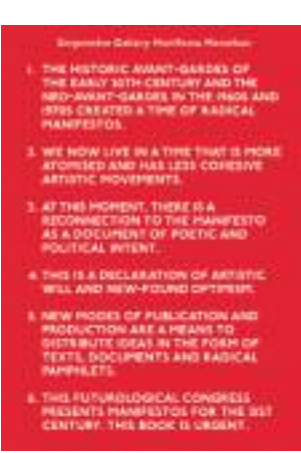 Serpentine Gallery Manifesto Marathon
1. THE HISTORIC AVANT-GARDES OF
THE EARLY 20TH CENTURY AND THE
NEO-AVANT-GARDES IN THE 1960S AND
1970S CREATED A TIME OF RADICAL
MANIFESTOS.
2. WE NOW LIVE IN A TIME THAT IS MORE
ATOMISED AND HAS LESS COHESIVE
ARTISTIC MOVEMENTS.
3. AT THIS MOMENT, THERE IS A
RECONNECTION TO THE MANIFESTO
AS A DOCUMENT OF POETIC AND
POLITICAL INTENT.
4. THIS IS A DECLARATION OF ARTISTIC
WILL AND NEW-FOUND OPTIMISM.
5. NEW MODES OF PUBLICATION AND
PRODUCTION ARE A MEANS TO
DISTRIBUTE IDEAS IN THE FORM OF
TEXTS, DOCUMENTS AND RADICAL
PAMPHLETS.
6. THIS FUTUROLOGICAL CONGRESS
PRESENTS MANIFESTOS FOR THE 21ST
CENTURY. THIS BOOK IS URGENT.